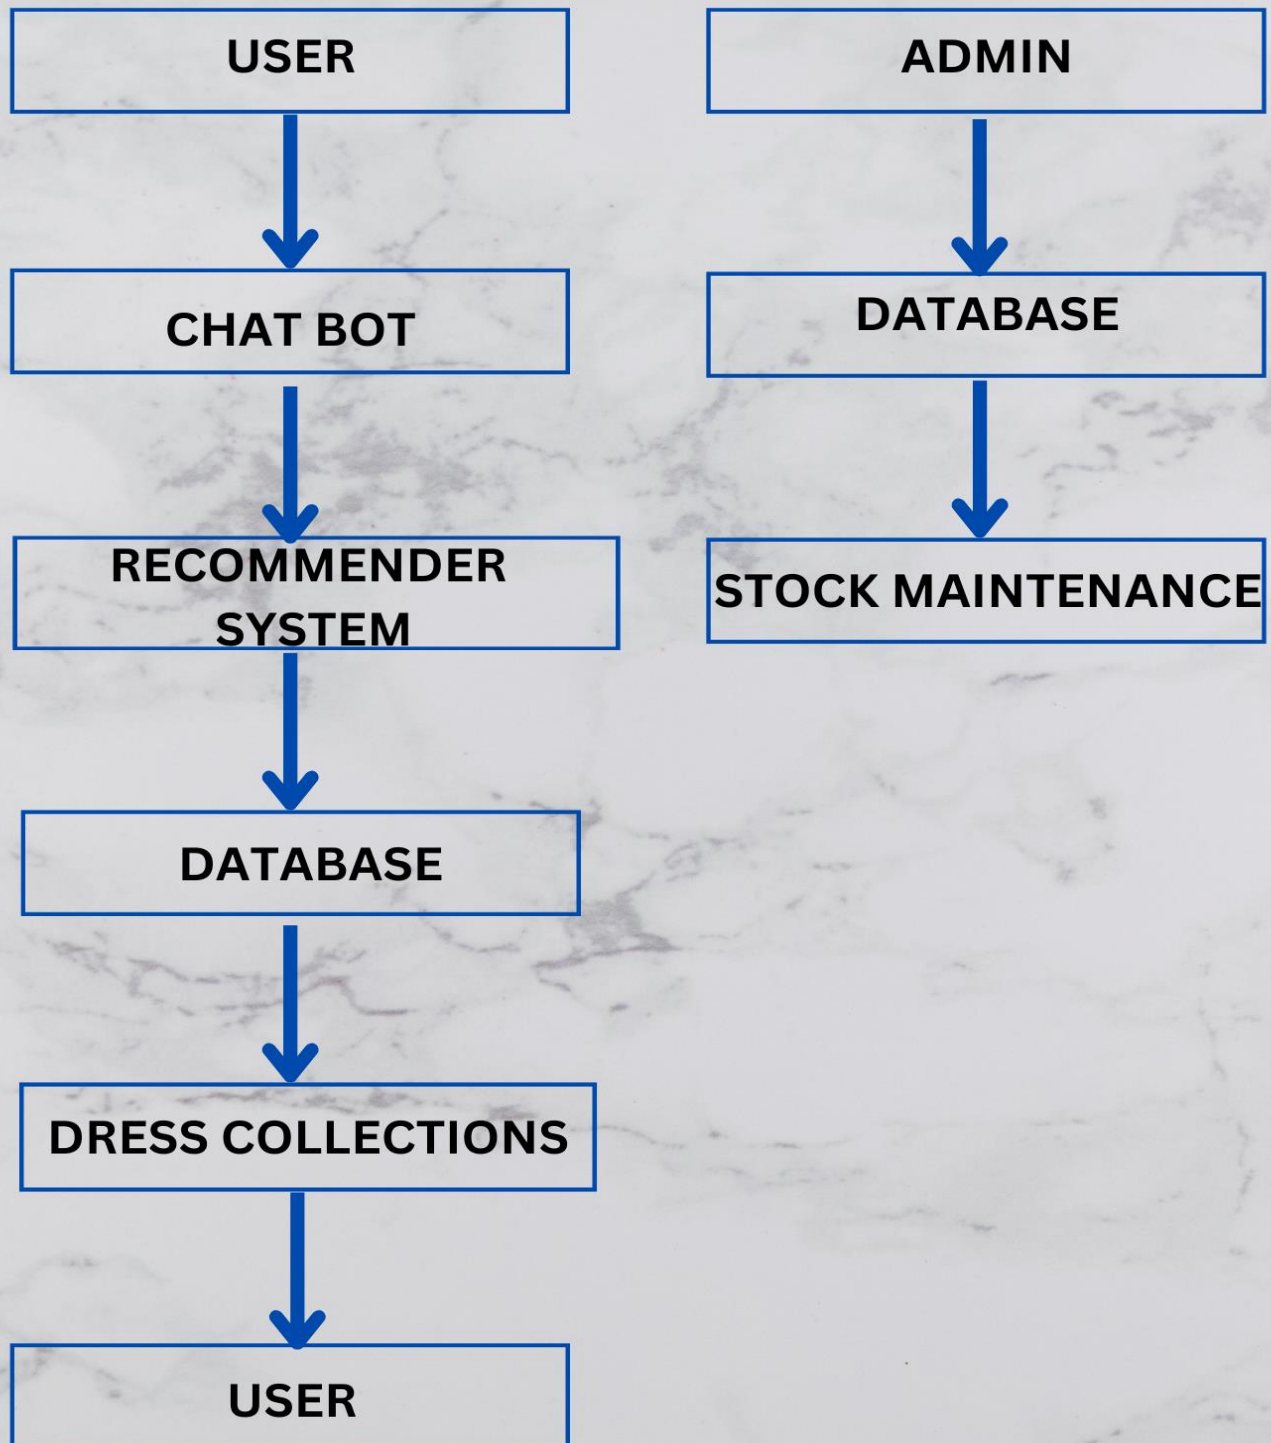 USER
CHAT BOT
RECOMMENDER
SYSTEM
DATABASE
DRESS COLLECTIONS
USER
ADMIN
DATABASE
STOCK MAINTENANCE